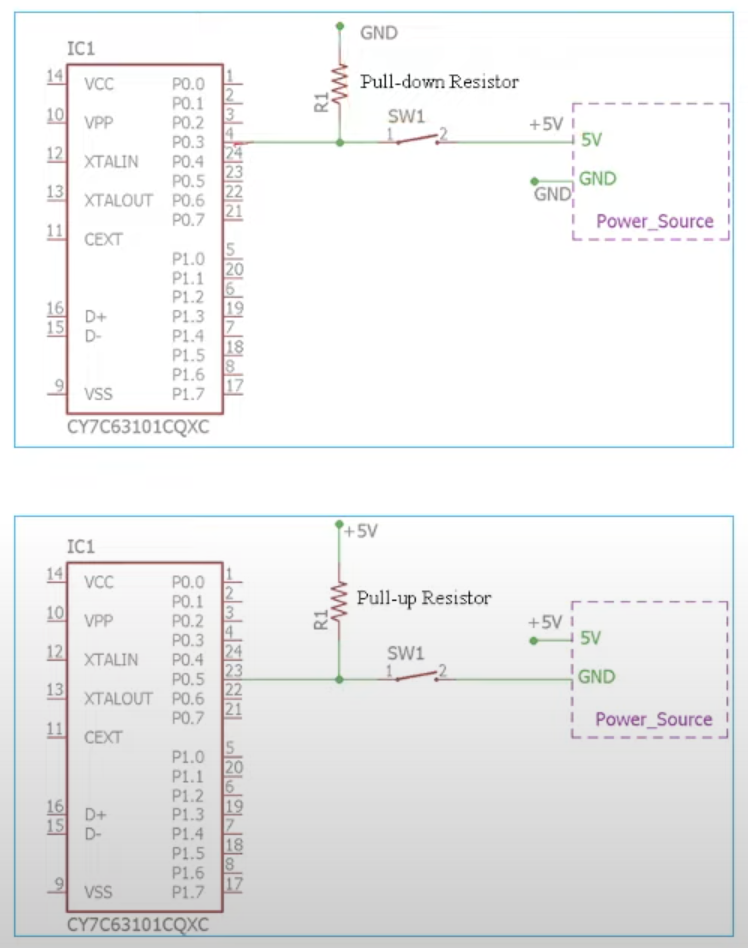 GND
IC1
14 VCC P0.0 1
P0.1 2
10 VPP P0.2 3
P0.3 4
12 XTALIN P0.4 24
P0.5 23
13 XTALOUT P0.6 22
P0.7 21
11 CEXT
P1.0 5
P1.1 20
P1.2 6
16 D+ P1.3 19
15 D- P1.4 7
P1.5 18
P1.6 8
9 VSS P1.7 17
CY7C63101CQXC
R1
Pull-down Resistor
SW1
1 2
+5V 5V
GND GND
Power_Source
+5V
IC1
14 VCC P0.0 1
P0.1 2
10 VPP P0.2 3
P0.3 4
12 XTALIN P0.4 24
P0.5 23
13 XTALOUT P0.6 22
P0.7 21
11 CEXT
P1.0 5
P1.1 20
P1.2 6
16 D+ P1.3 19
15 D- P1.4 7
P1.5 18
P1.6 8
9 VSS P1.7 17
CY7C63101CQXC
R1
Pull-up Resistor
SW1
1 2
+5V 5V
GND
Power_Source